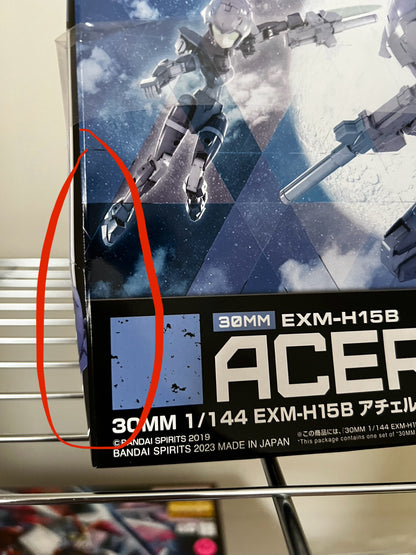 30MM EXM-H15B
ACER
30MM 1/144 EXM-H15B アチェル
※この商品には、「30MM 1/144 EXM-H1
©BANDAI SPIRITS 2019
*This package contains one set of "30MM
BANDAI SPIRITS 2023 MADE IN JAPAN